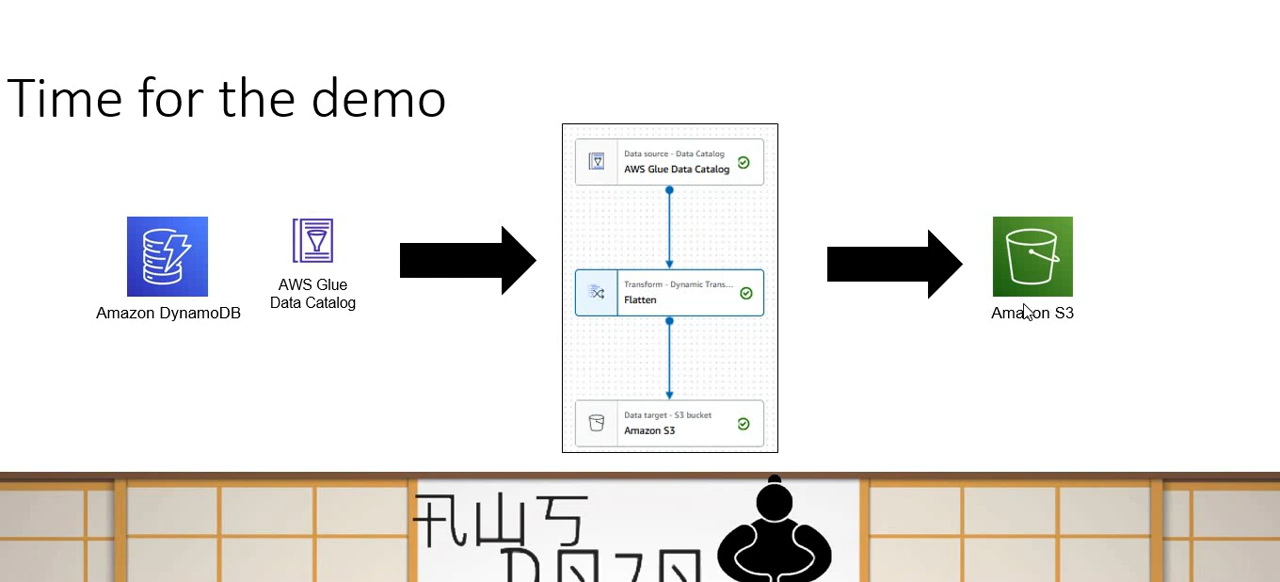 Time for the demo
Data source - Data Catalog
AWS Glue Data Catalog
Amazon DynamoDB
AWS Glue
Data Catalog
Transform - Dynamic Trans...
Flatten
Amazon S3
Data target - S3 bucket
Amazon S3